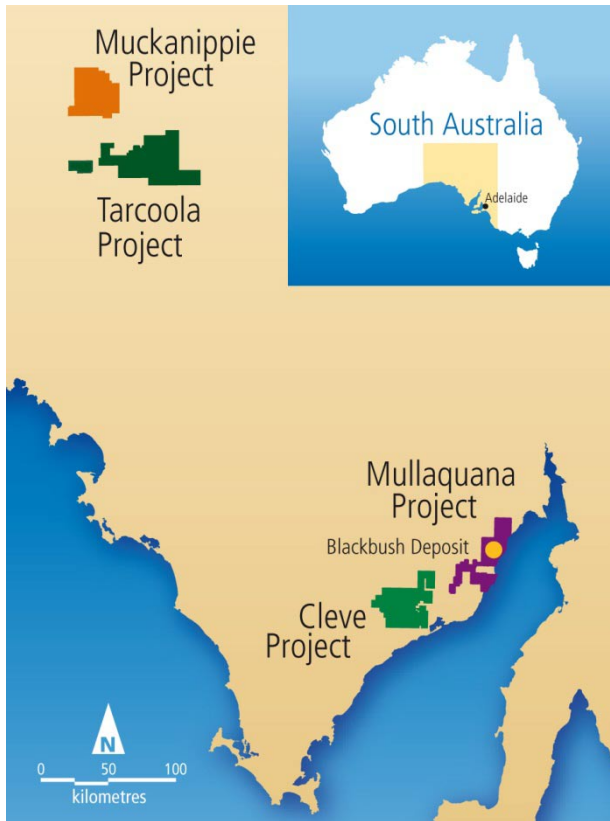 Muckanippie
Project
Tarcoola
Project
South Australia
Adelaide
Mullaquana
Project
Blackbush Deposit
Cleve
Project
N
0 50 100
kilometres